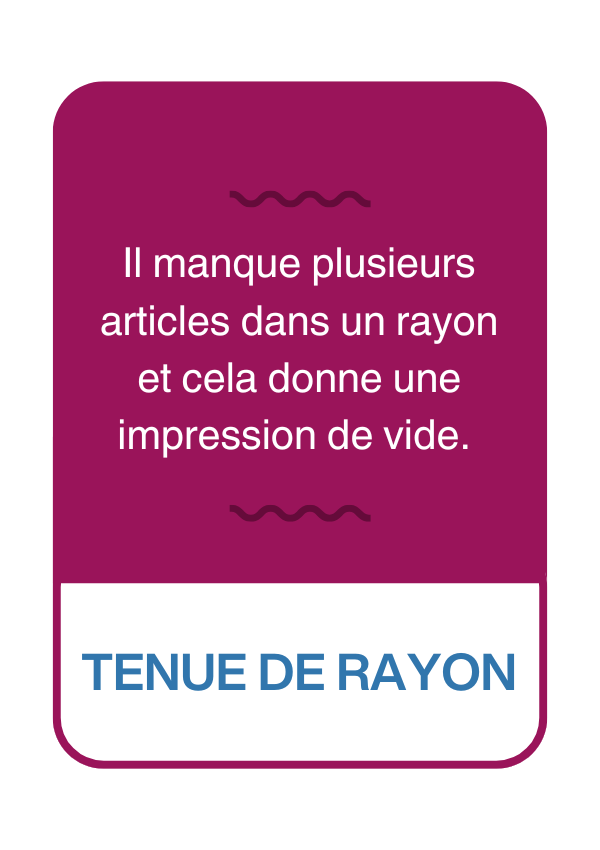 Il manque plusieurs
articles dans un rayon
et cela donne une
impression de vide.
TENUE DE RAYON